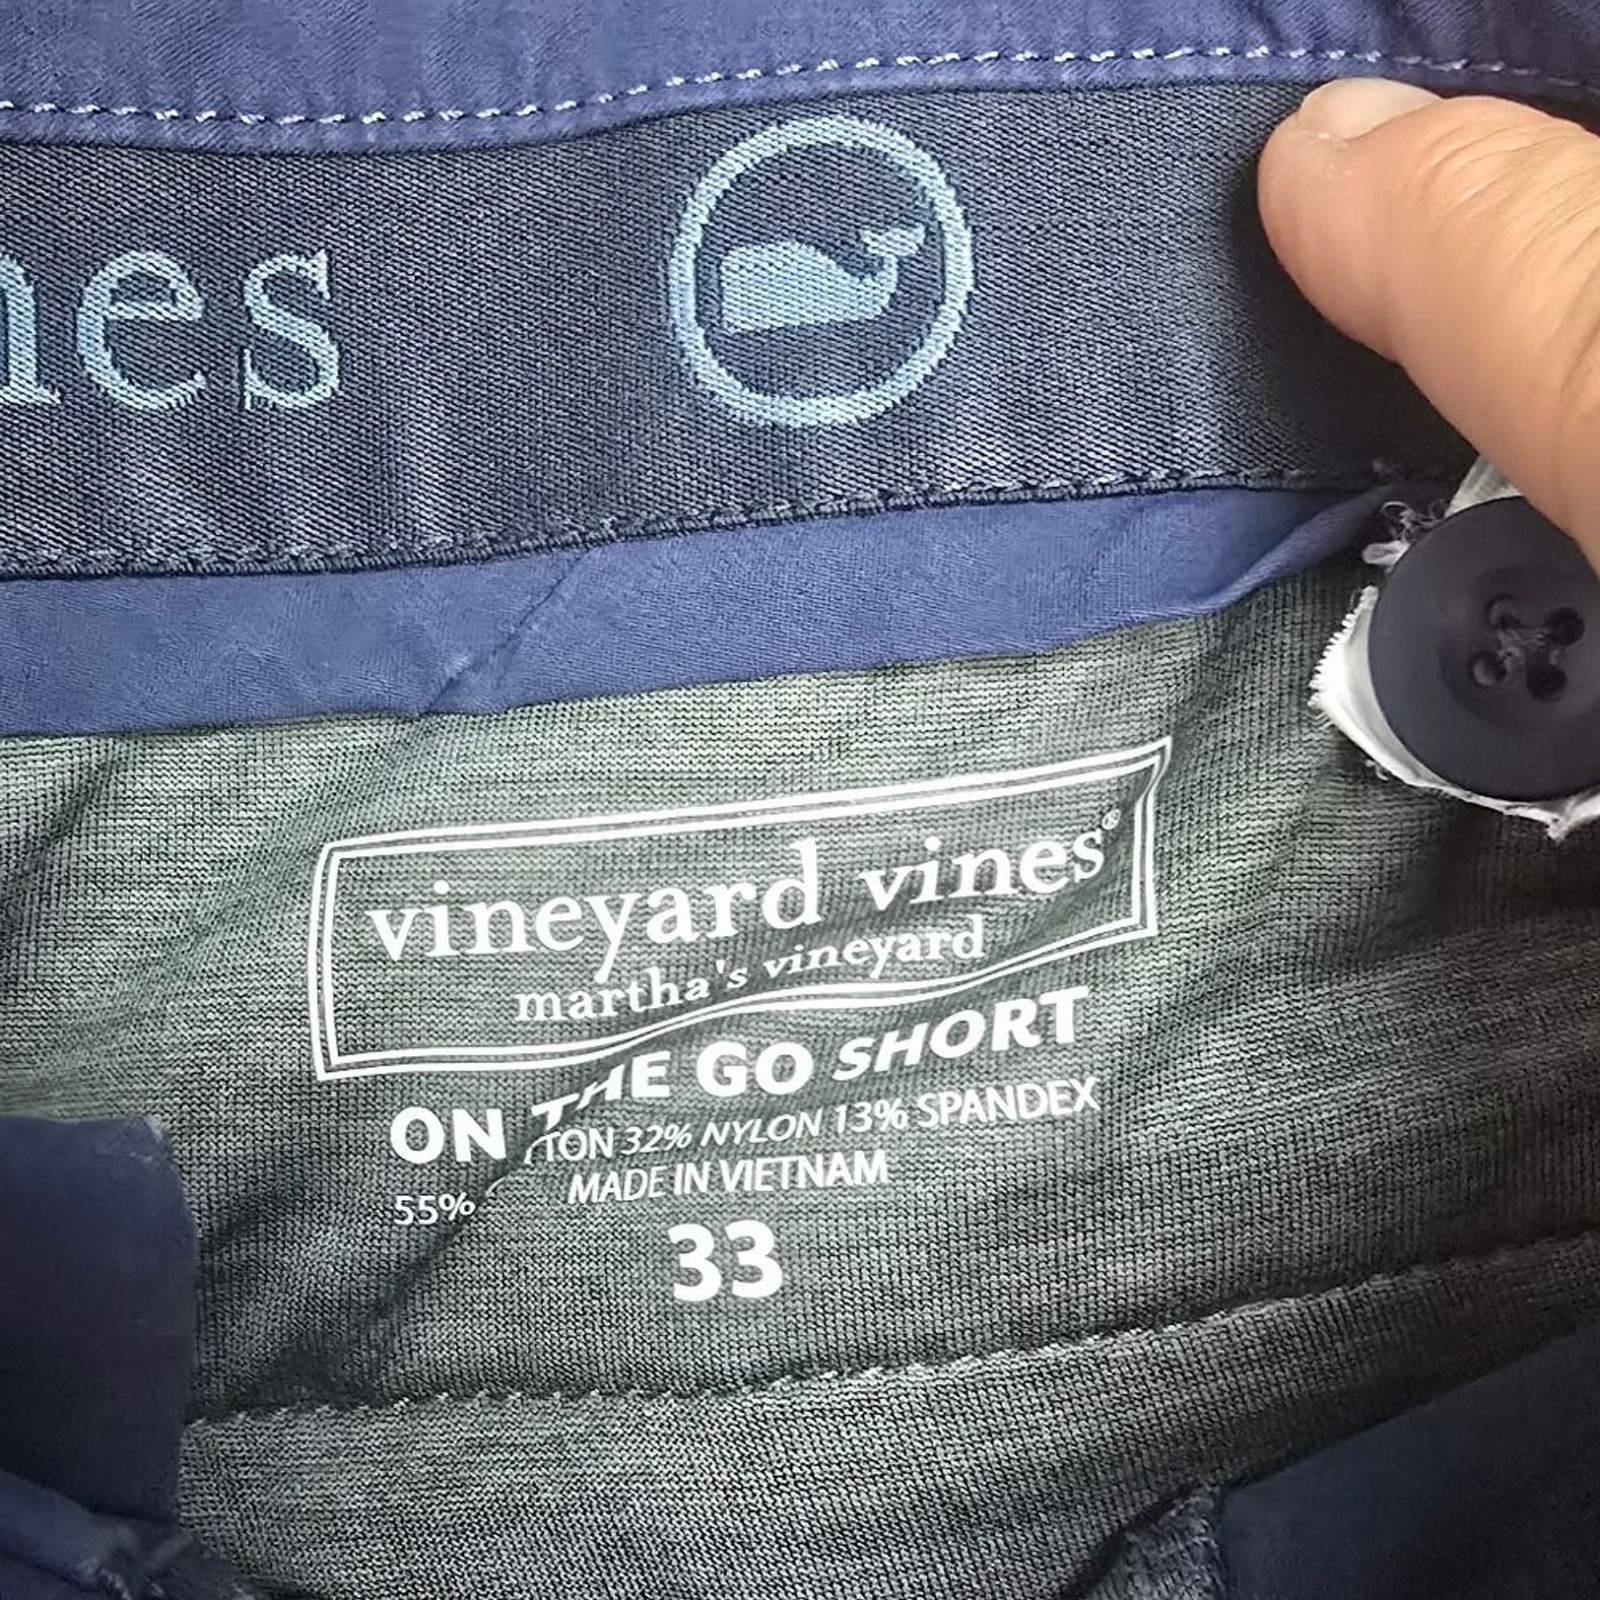 nes
vineyard vines®
martha's vineyard
ON THE GO SHORT
55% TON 32% NYLON 13% SPANDEX
MADE IN VIETNAM
33